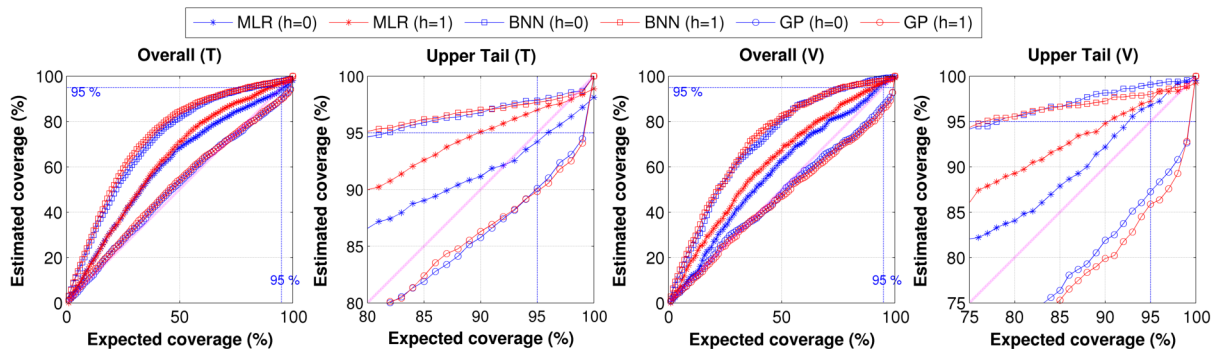 MLR (h=0) MLR (h=1) BNN (h=0) BNN (h=1) GP (h=0) GP (h=1)
Overall (T)
Estimated coverage (%)
100
80
60
40
20
0
95 %
95 %
0 50 100
Expected coverage (%)
Upper Tail (T)
Estimated coverage (%)
100
95
90
85
80
80 85 90 95 100
Expected coverage (%)
Overall (V)
Estimated coverage (%)
100
80
60
40
20
0
95 %
95 %
0 50 100
Expected coverage (%)
Upper Tail (V)
Estimated coverage (%)
100
95
90
85
80
75
75 80 85 90 95 100
Expected coverage (%)